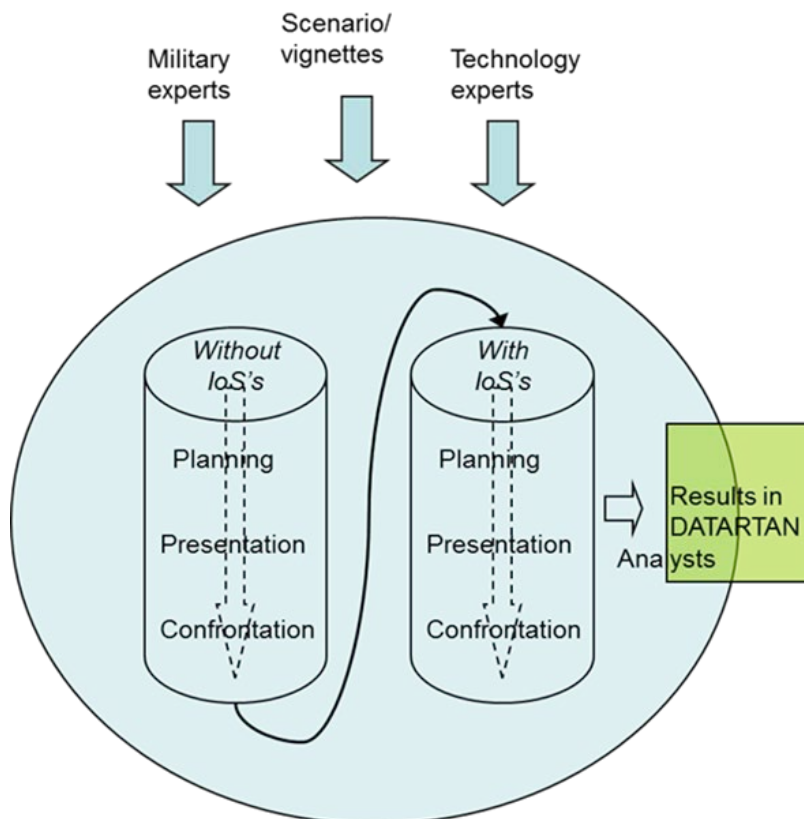 Scenario/
vignettes
Military
experts
Technology
experts
Without
IoS's
Planning
Presentation
Confrontation
With
IoS's
Planning
Presentation
Confrontation
Results in
DATARTAN
Analysts